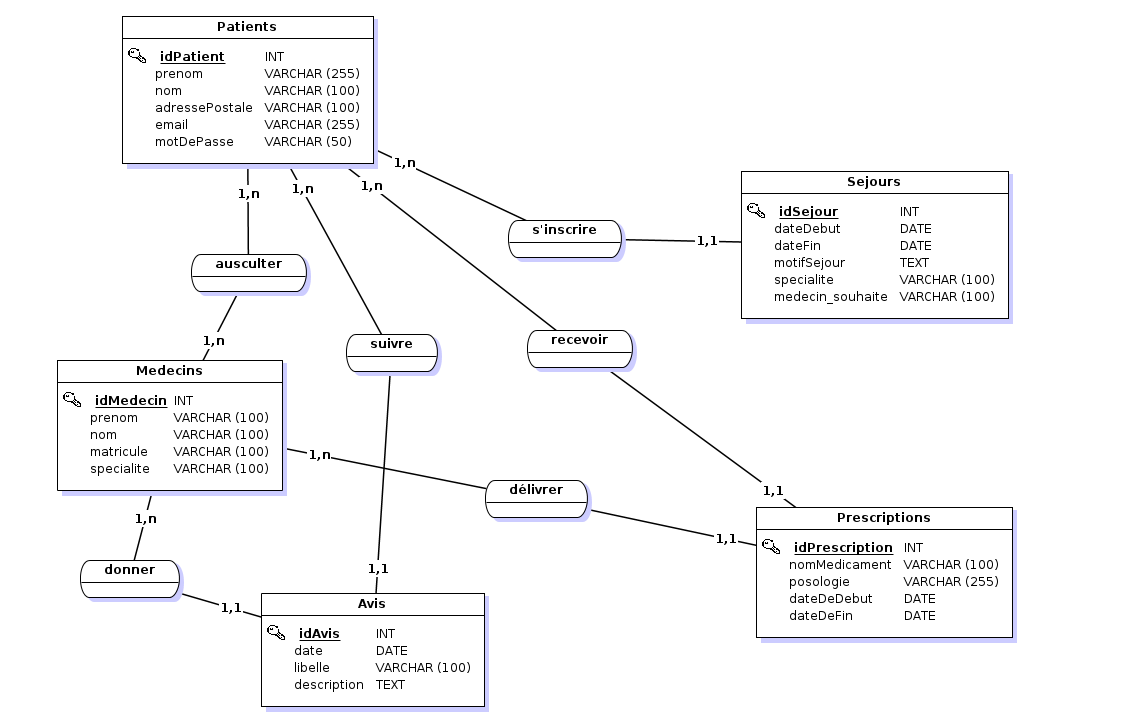 Patients
idPatient INT
prenom VARCHAR (255)
nom VARCHAR (100)
adressePostale VARCHAR (100)
email VARCHAR (255)
motDePasse VARCHAR (50)
1,n
1,n
1,n
1,n
Sejours
idSejour INT
dateDebut DATE
dateFin DATE
motifSejour TEXT
specialite VARCHAR (100)
medecin_souhaite VARCHAR (100)
s'inscrire
1,1
ausculter
1,n
suivre
recevoir
Medecins
idMedecin INT
prenom VARCHAR (100)
nom VARCHAR (100)
matricule VARCHAR (100)
specialite VARCHAR (100)
1,n
délivrer
1,1
1,1
1,n
donner
1,1
1,1
Prescriptions
idPrescription INT
nomMedicament VARCHAR (100)
posologie VARCHAR (255)
dateDeDebut DATE
dateDeFin DATE
Avis
idAvis INT
date DATE
libelle VARCHAR (100)
description TEXT